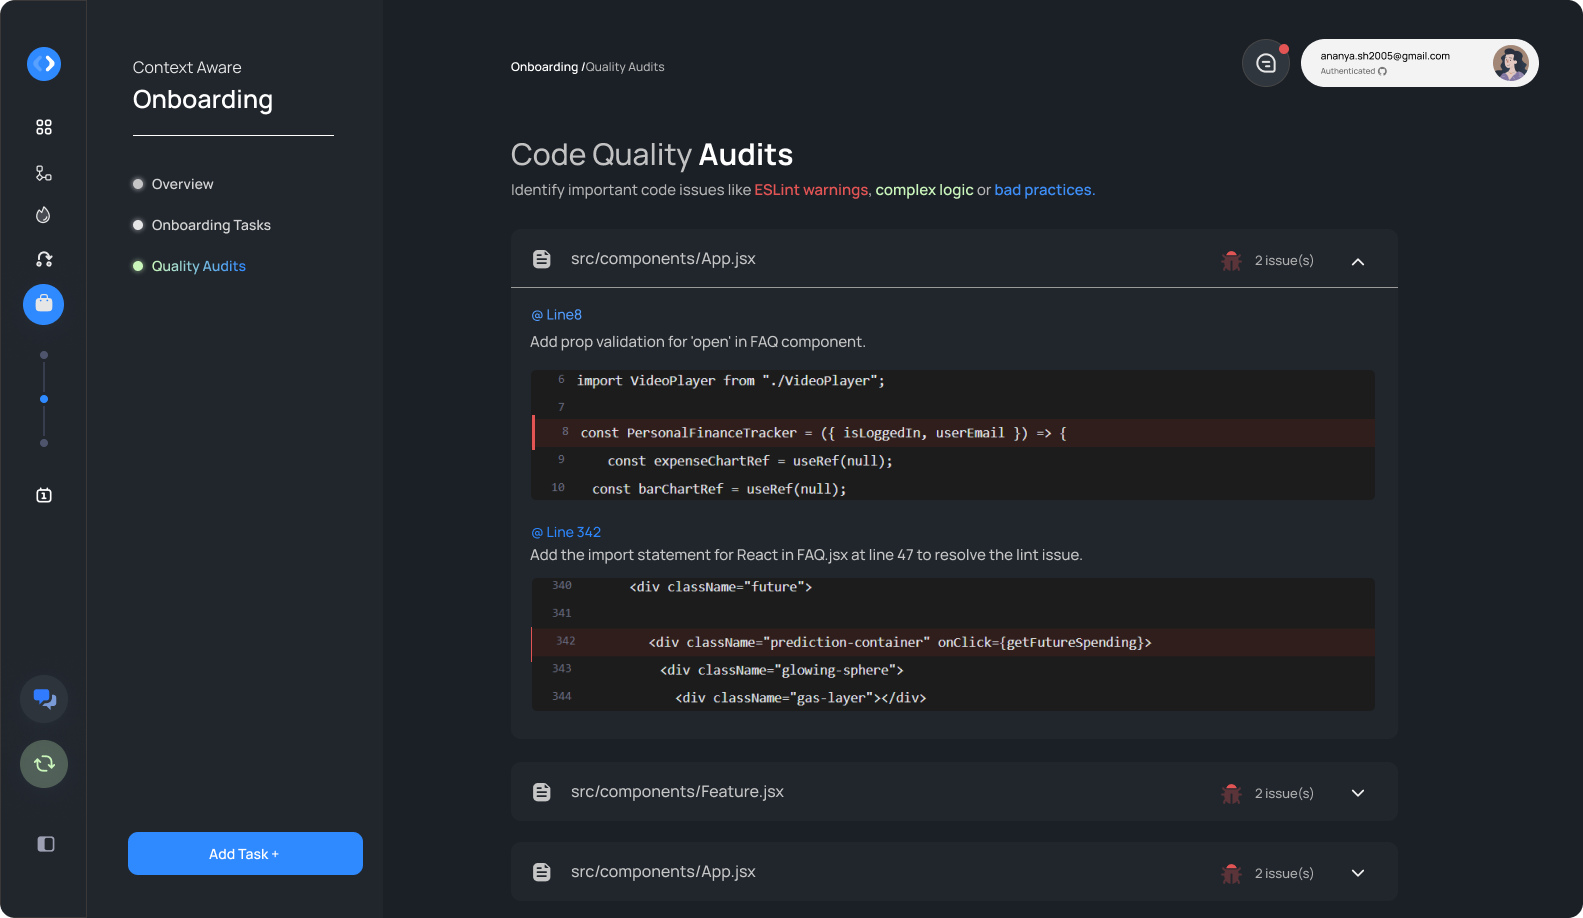 Context Aware
Onboarding
Overview
Onboarding Tasks
Quality Audits
Add Task +
Onboarding /Quality Audits
ananya.sh2005@gmail.com
Authenticated
Code Quality Audits
Identify important code issues like ESLint warnings, complex logic or bad practices.
src/components/App.jsx
2 issue(s)
@ Line8
Add prop validation for 'open' in FAQ component.
6 import VideoPlayer from "./VideoPlayer";
7
8 const PersonalFinanceTracker = ({ isLoggedIn, userEmail }) => {
9 const expenseChartRef = useRef(null);
10 const barChartRef = useRef(null);
@ Line 342
Add the import statement for React in FAQ.jsx at line 47 to resolve the lint issue.
340 <div className="future">
341
342 <div className="prediction-container" onClick={getFutureSpending}>
343 <div className="glowing-sphere">
344 <div className="gas-layer"></div>
src/components/Feature.jsx
2 issue(s)
src/components/App.jsx
2 issue(s)